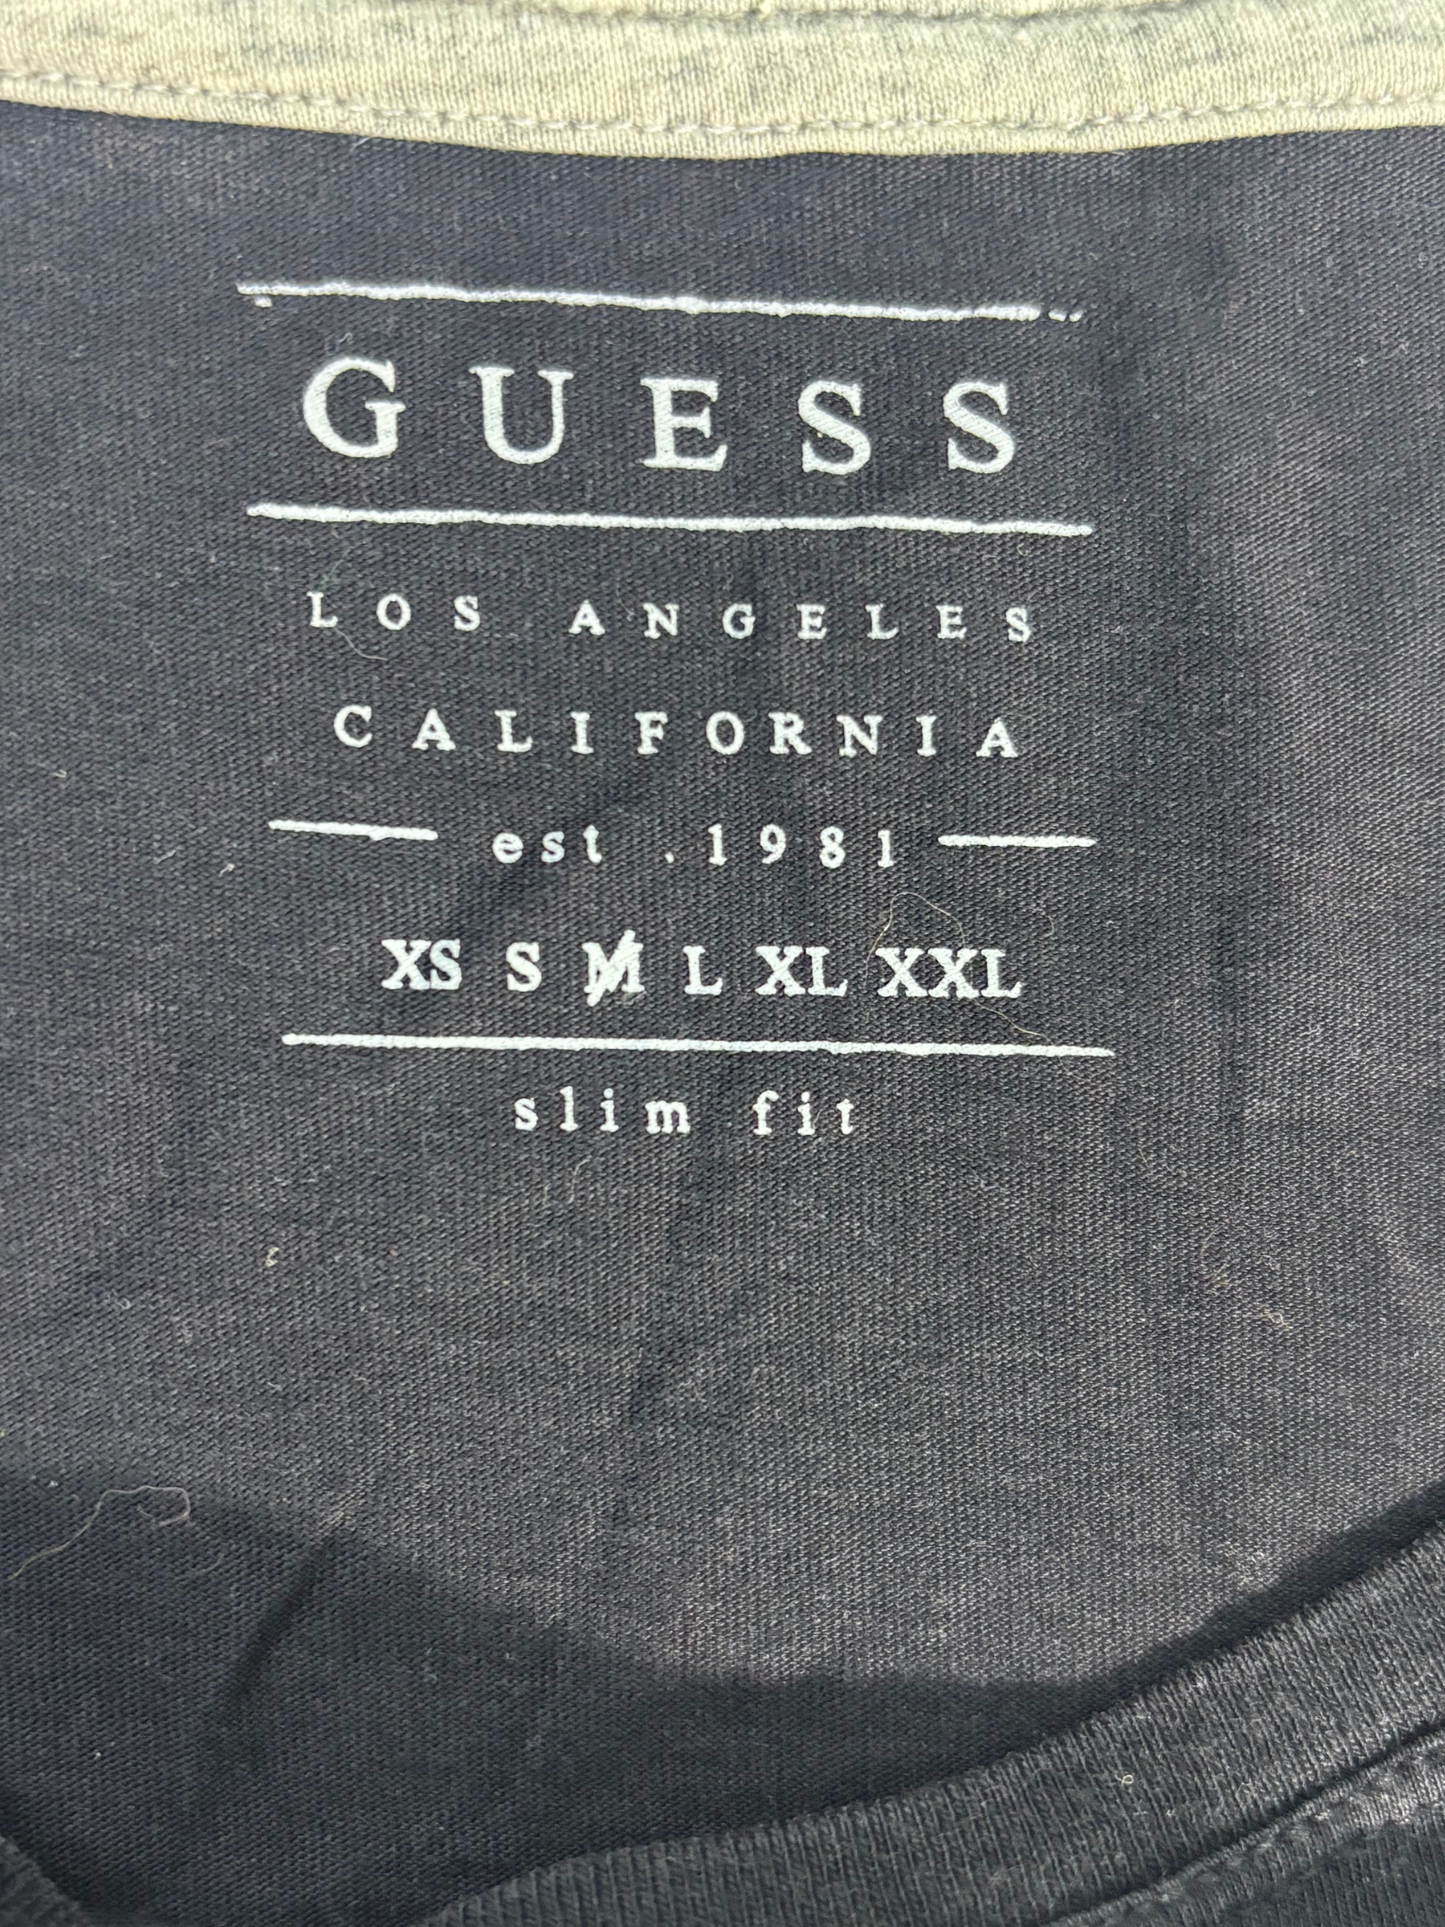 GUESS
LOS ANGELES
CALIFORNIA
est .1981
XS S M L XL XXL
slim fit